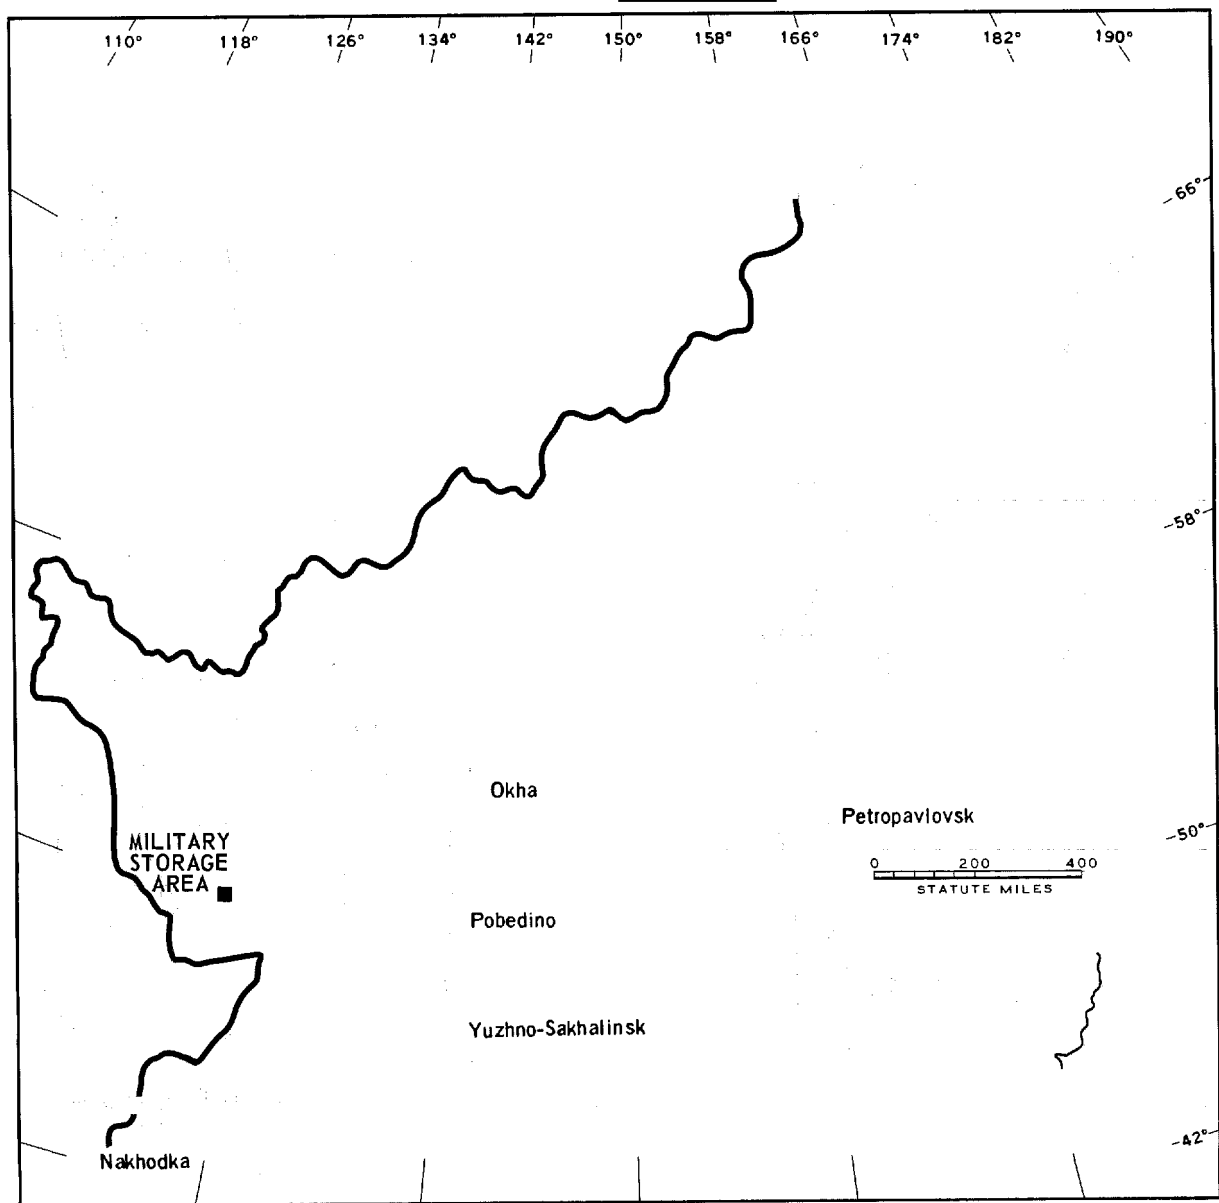 110° 118° 126° 134° 142° 150° 158° 166° 174° 182° 190°
66°
58°
Okha
Petropavlovsk
50°
MILITARY
STORAGE
AREA
0 200 400
STATUTE MILES
Pobedino
Yuzhno-Sakhalinsk
42°
Nakhodka